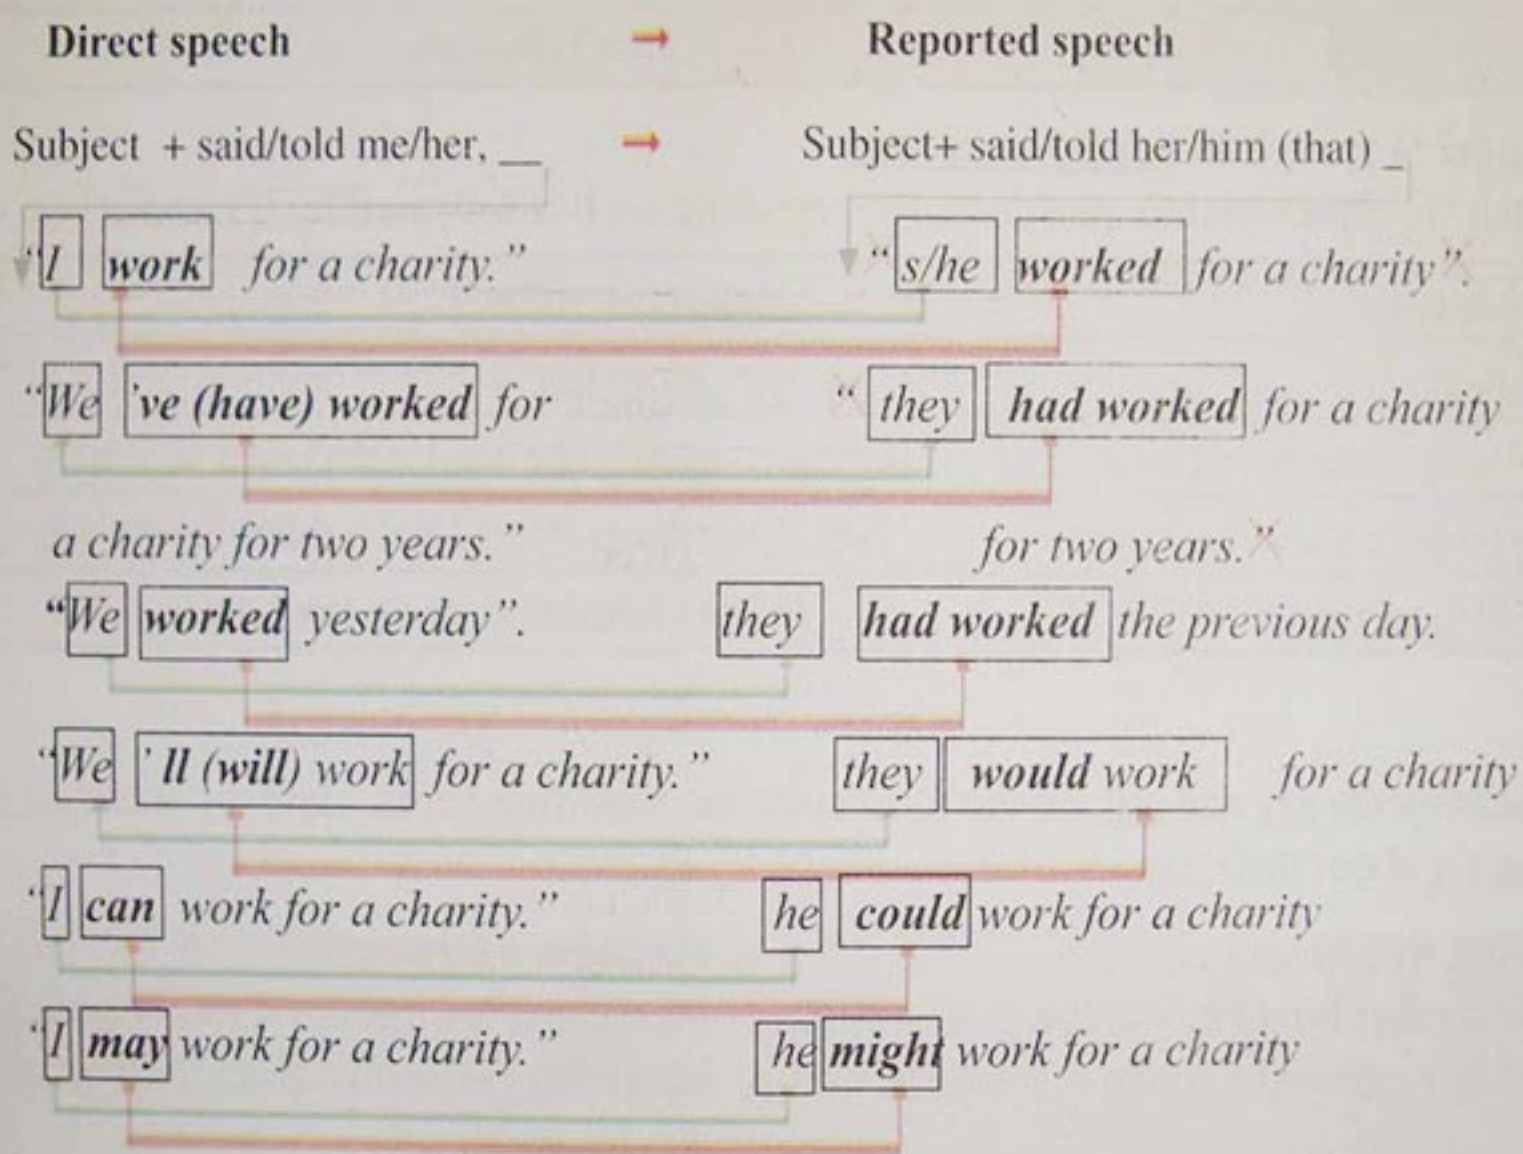 Direct speech → Reported speech
Subject + said/told me/her, __ → Subject+ said/told her/him (that) _
“I work for a charity.” “s/he worked for a charity”.
“We 've (have) worked for “ they had worked for a charity
a charity for two years.” for two years.”
“We worked yesterday”. they had worked the previous day.
“We ' ll (will) work for a charity.” they would work for a charity
“I can work for a charity.” he could work for a charity
“I may work for a charity.” he might work for a charity